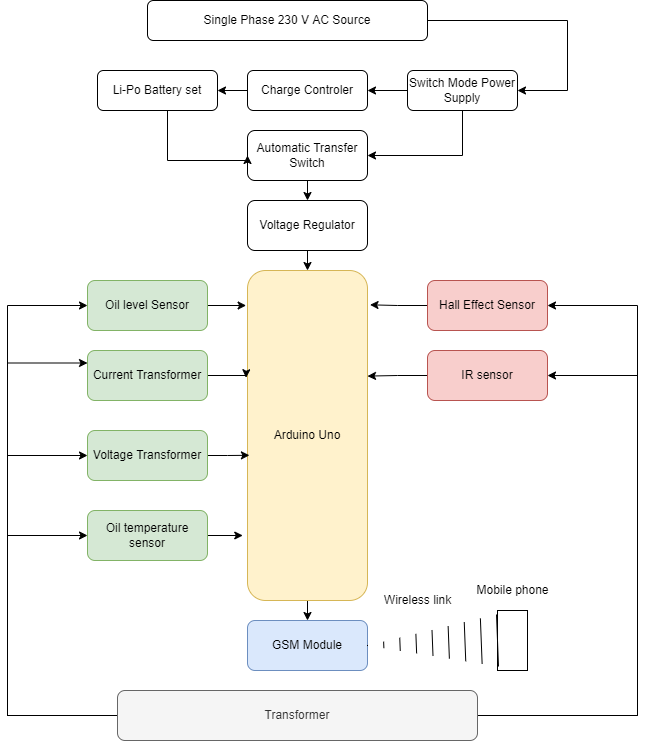 Single Phase 230 V AC Source
Li-Po Battery set
Charge Controler
Switch Mode Power
Supply
Automatic Transfer
Switch
Voltage Regulator
Oil level Sensor
Hall Effect Sensor
Current Transformer
IR sensor
Arduino Uno
Voltage Transformer
Oil temperature
sensor
Wireless link
Mobile phone
GSM Module
Transformer